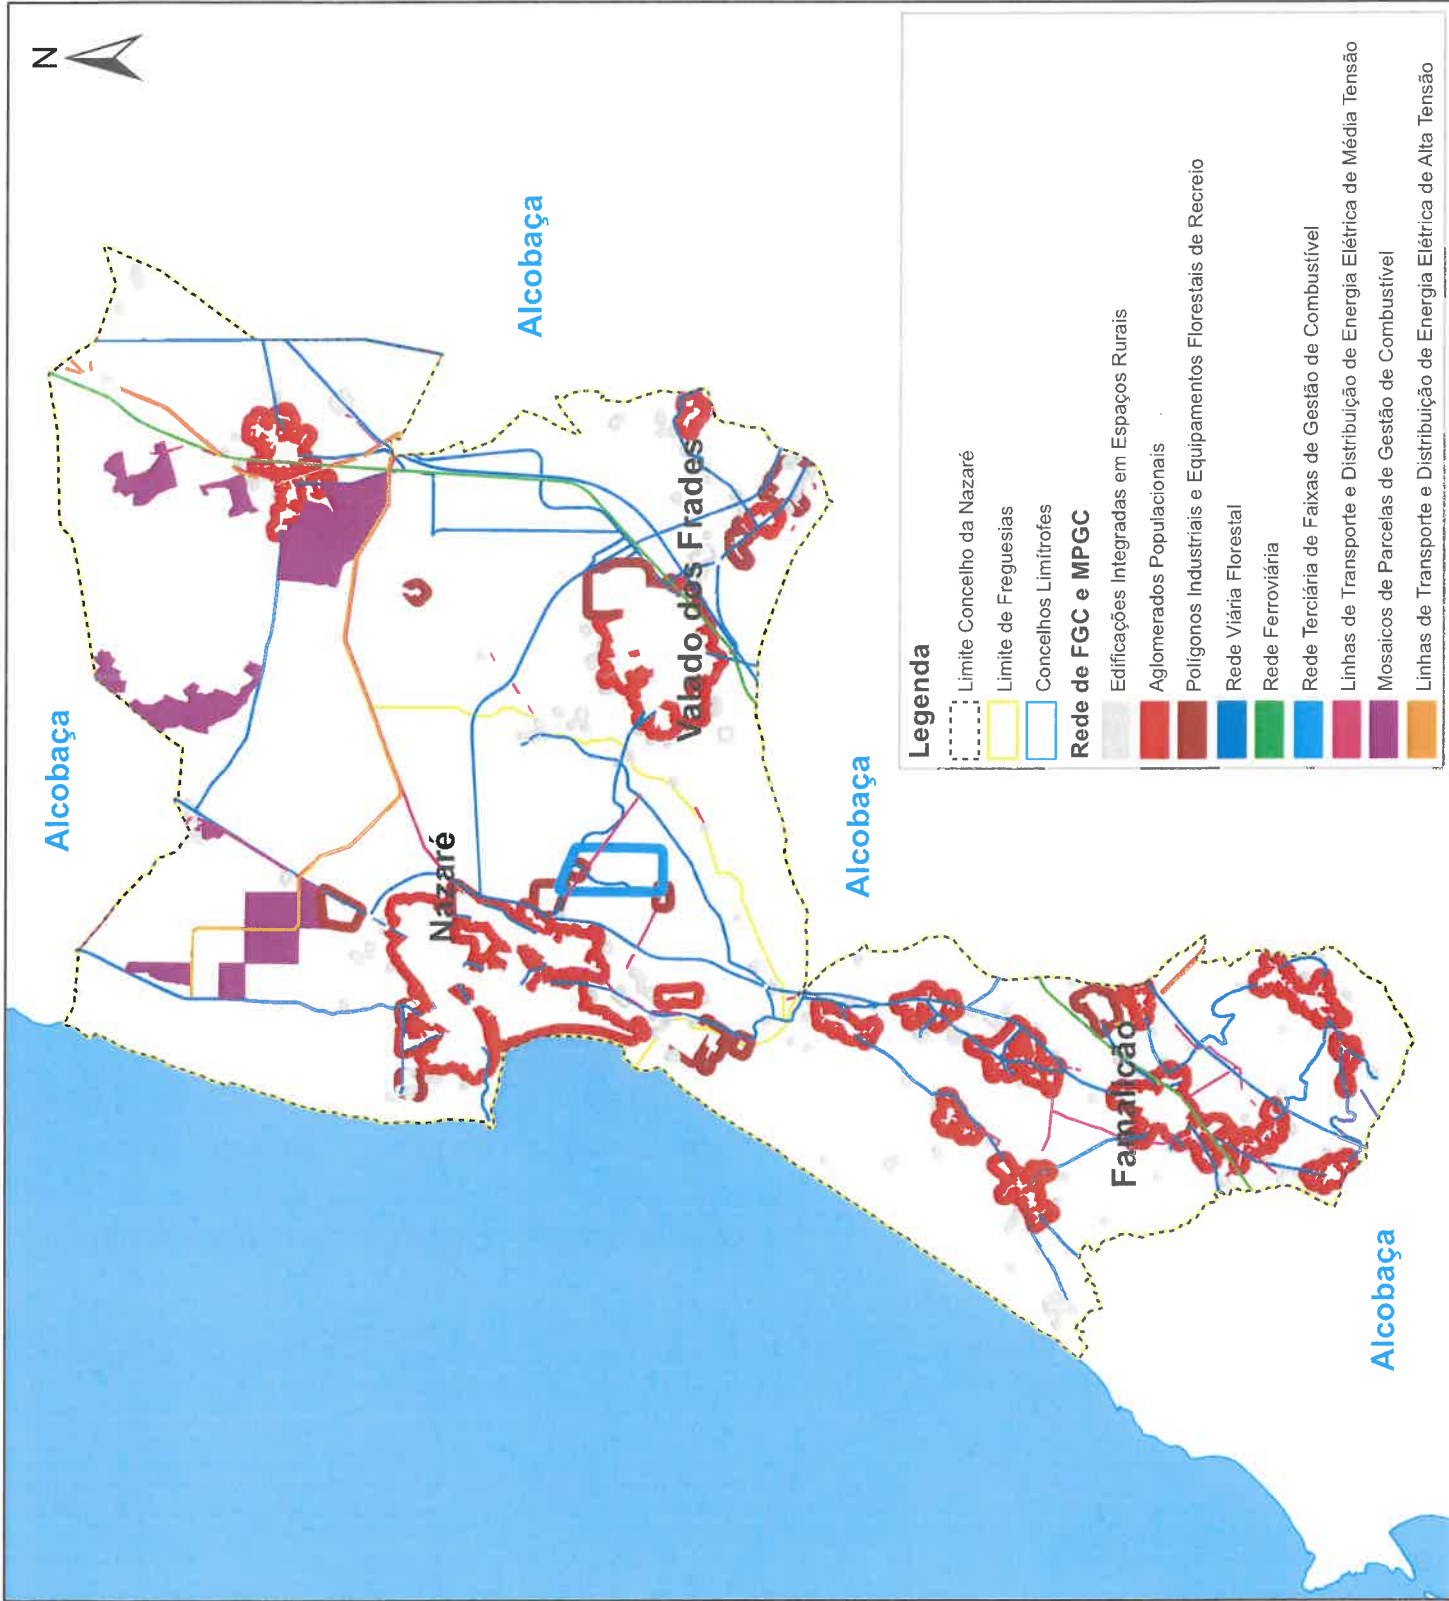 N
Alcobaça
Alcobaça
Nazaré
Valado dos Frades
Alcobaça
Famalicão
Alcobaça
Legenda
Limite Concelho da Nazaré
Limite de Freguesias
Concelhos Limítrofes
Rede de FGC e MPGC
Edificações Integradas em Espaços Rurais
Aglomerados Populacionais
Polígonos Industriais e Equipamentos Florestais de Recreio
Rede Viária Florestal
Rede Ferroviária
Rede Terciária de Faixas de Gestão de Combustível
Linhas de Transporte e Distribuição de Energia Elétrica de Média Tensão
Mosaicos de Parcelas de Gestão de Combustível
Linhas de Transporte e Distribuição de Energia Elétrica de Alta Tensão